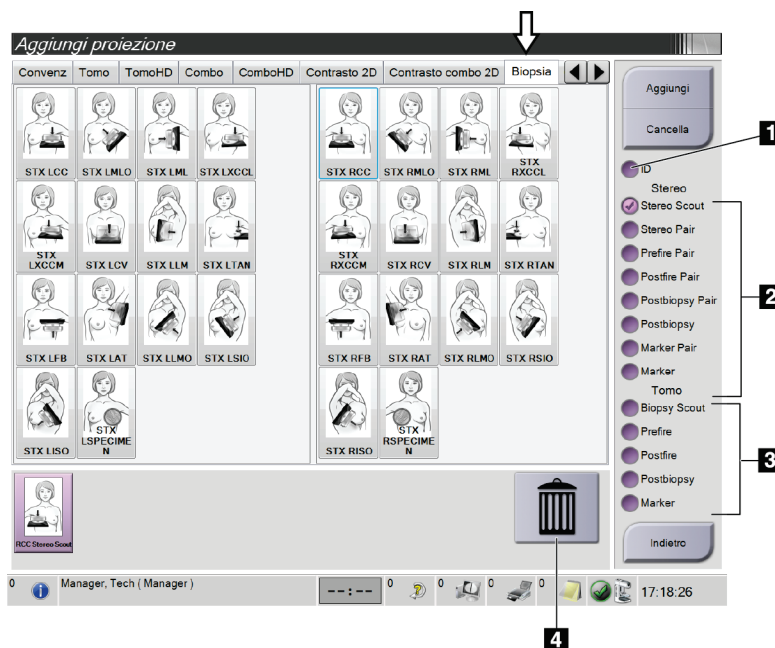 Aggiungi proiezione
Convenz Tomo TomoHD Combo ComboHD Contrasto 2D Contrasto combo 2D Biopsia
STX LCC STX LMLO STX LML STX LXCCL
STX RCC STX RMLO STX RML STX RXCCL
STX LXCCM STX LCV STX LLM STX LTAN
STX RXCCM STX RCV STX RLM STX RTAN
STX LFB STX LAT STX LLMO STX LSIO
STX RFB STX RAT STX RLMO STX RSIO
STX LISO STX LSPECIMEN
STX RISO STX RSPECIMEN
RCC Stereo Scout
Aggiungi
Cancella
ID
Stereo
Stereo Scout
Stereo Pair
Prefire Pair
Postfire Pair
Postbiopsy Pair
Postbiopsy
Marker Pair
Marker
Tomo
Biopsy Scout
Prefire
Postfire
Postbiopsy
Marker
Indietro
1
2
3
4
0 Manager, Tech ( Manager ) --:-- 0 0 0 0 17:18:26